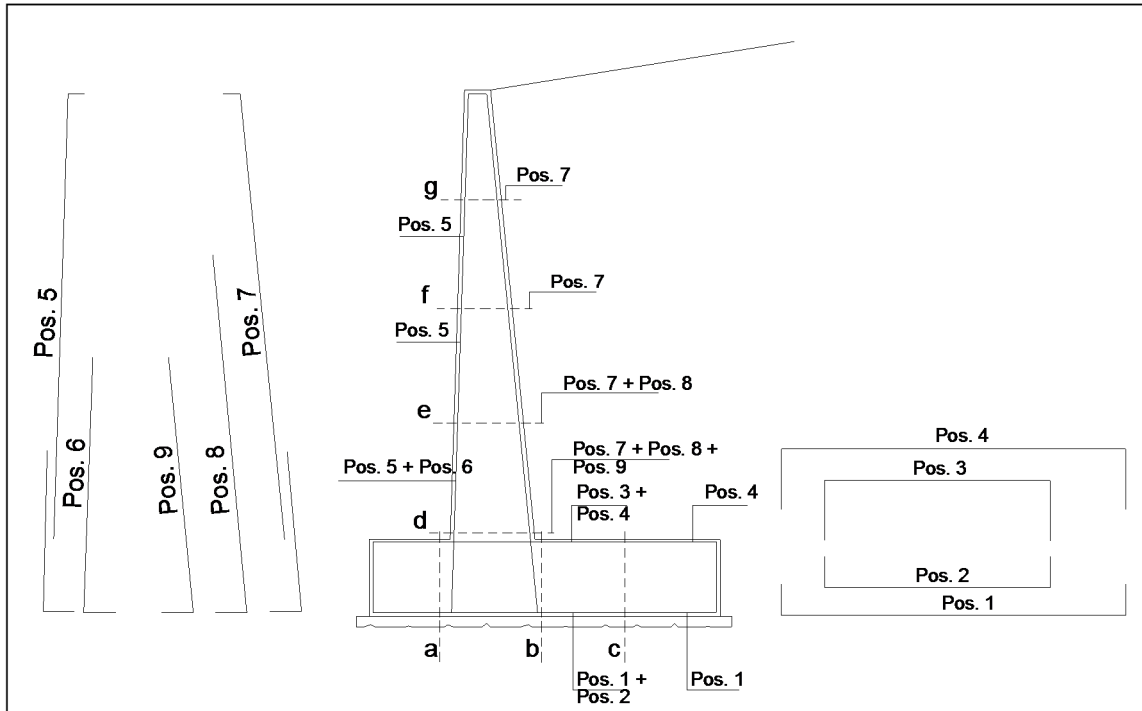 Pos. 5
Pos. 6
Pos. 9
Pos. 8
Pos. 7
g
Pos. 7
Pos. 5
f
Pos. 7
Pos. 5
e
Pos. 7 + Pos. 8
Pos. 5 + Pos. 6
Pos. 7 + Pos. 8 +
Pos. 9
d
Pos. 3 +
Pos. 4
Pos. 4
a
b
c
Pos. 1 +
Pos. 2
Pos. 1
Pos. 4
Pos. 3
Pos. 2
Pos. 1